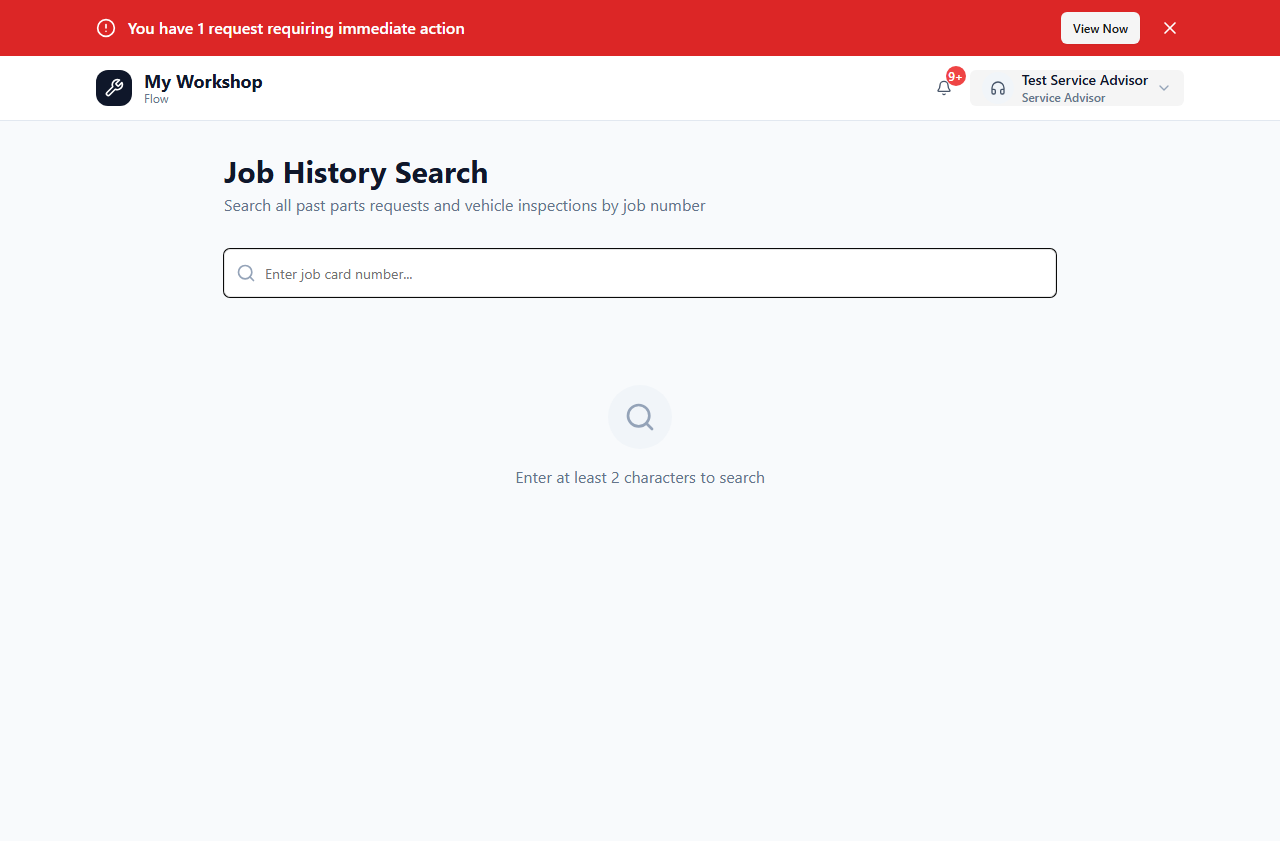 You have 1 request requiring immediate action
View Now
My Workshop
Flow
9+
Test Service Advisor
Service Advisor
Job History Search
Search all past parts requests and vehicle inspections by job number
Enter job card number...
Enter at least 2 characters to search